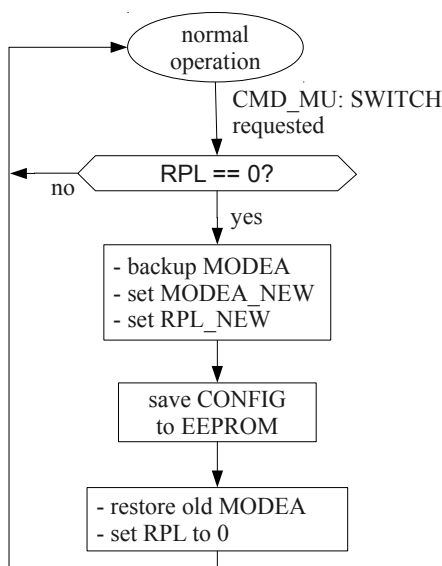 normal
operation
CMD_MU: SWITCH
requested
RPL == 0?
no
yes
- backup MODEA
- set MODEA_NEW
- set RPL_NEW
save CONFIG
to EEPROM
- restore old MODEA
- set RPL to 0